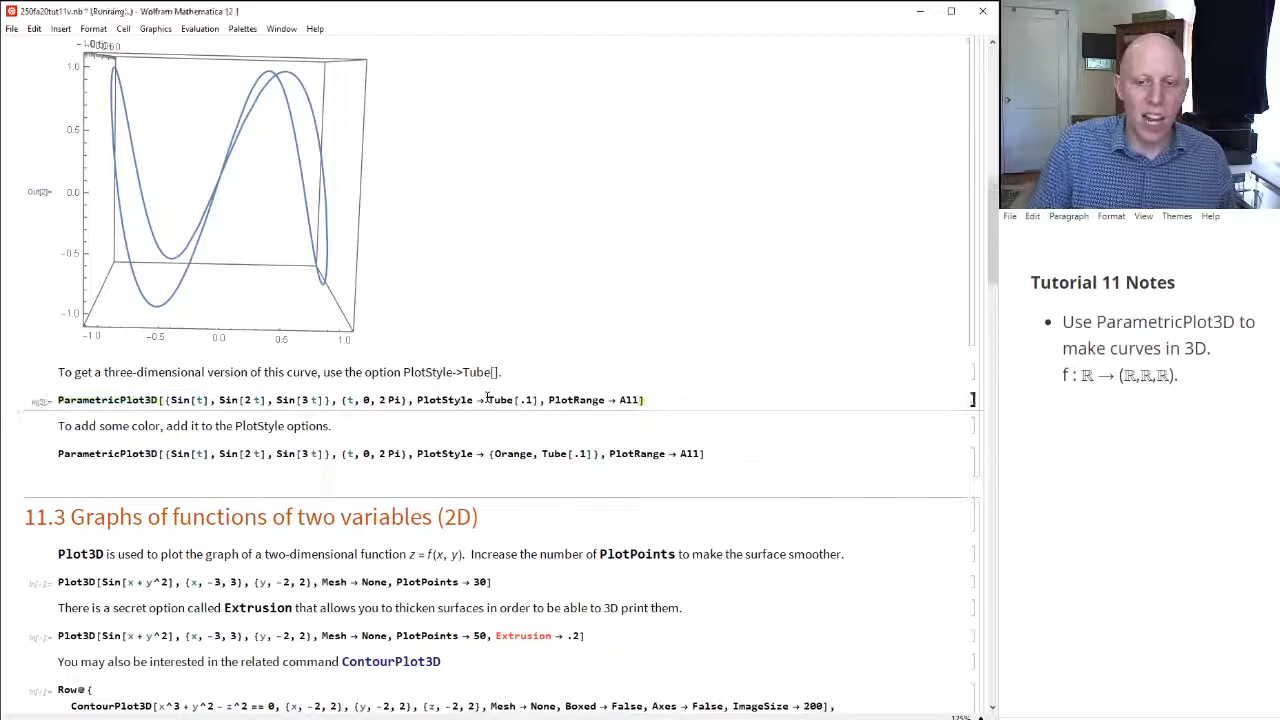 250fa20tut11v.nb * (Running...) - Wolfram Mathematica 12.1
File Edit Insert Format Cell Graphics Evaluation Palettes Window Help
1.0
0.5
Out[2]= 0.0
-0.5
-1.0
-1.0 -0.5 0.0 0.5 1.0
To get a three-dimensional version of this curve, use the option PlotStyle->Tube[].
ParametricPlot3D[{Sin[t], Sin[2 t], Sin[3 t]}, {t, 0, 2 Pi}, PlotStyle → Tube[.1], PlotRange → All]
To add some color, add it to the PlotStyle options.
ParametricPlot3D[{Sin[t], Sin[2 t], Sin[3 t]}, {t, 0, 2 Pi}, PlotStyle → {Orange, Tube[.1]}, PlotRange → All]
11.3 Graphs of functions of two variables (2D)
Plot3D is used to plot the graph of a two-dimensional function z = f(x, y). Increase the number of PlotPoints to make the surface smoother.
In[·]:= Plot3D[Sin[x + y^2], {x, -3, 3}, {y, -2, 2}, Mesh → None, PlotPoints → 30]
There is a secret option called Extrusion that allows you to thicken surfaces in order to be able to 3D print them.
In[·]:= Plot3D[Sin[x + y^2], {x, -3, 3}, {y, -2, 2}, Mesh → None, PlotPoints → 50, Extrusion → .2]
You may also be interested in the related command ContourPlot3D
In[·]:= Row@{
ContourPlot3D[x^3 + y^2 - z^2 == 0, {x, -2, 2}, {y, -2, 2}, {z, -2, 2}, Mesh → None, Boxed → False, Axes → False, ImageSize → 200],
125%
File Edit Paragraph Format View Themes Help
Tutorial 11 Notes
• Use ParametricPlot3D to
make curves in 3D.
f : ℝ → (ℝ,ℝ,ℝ).